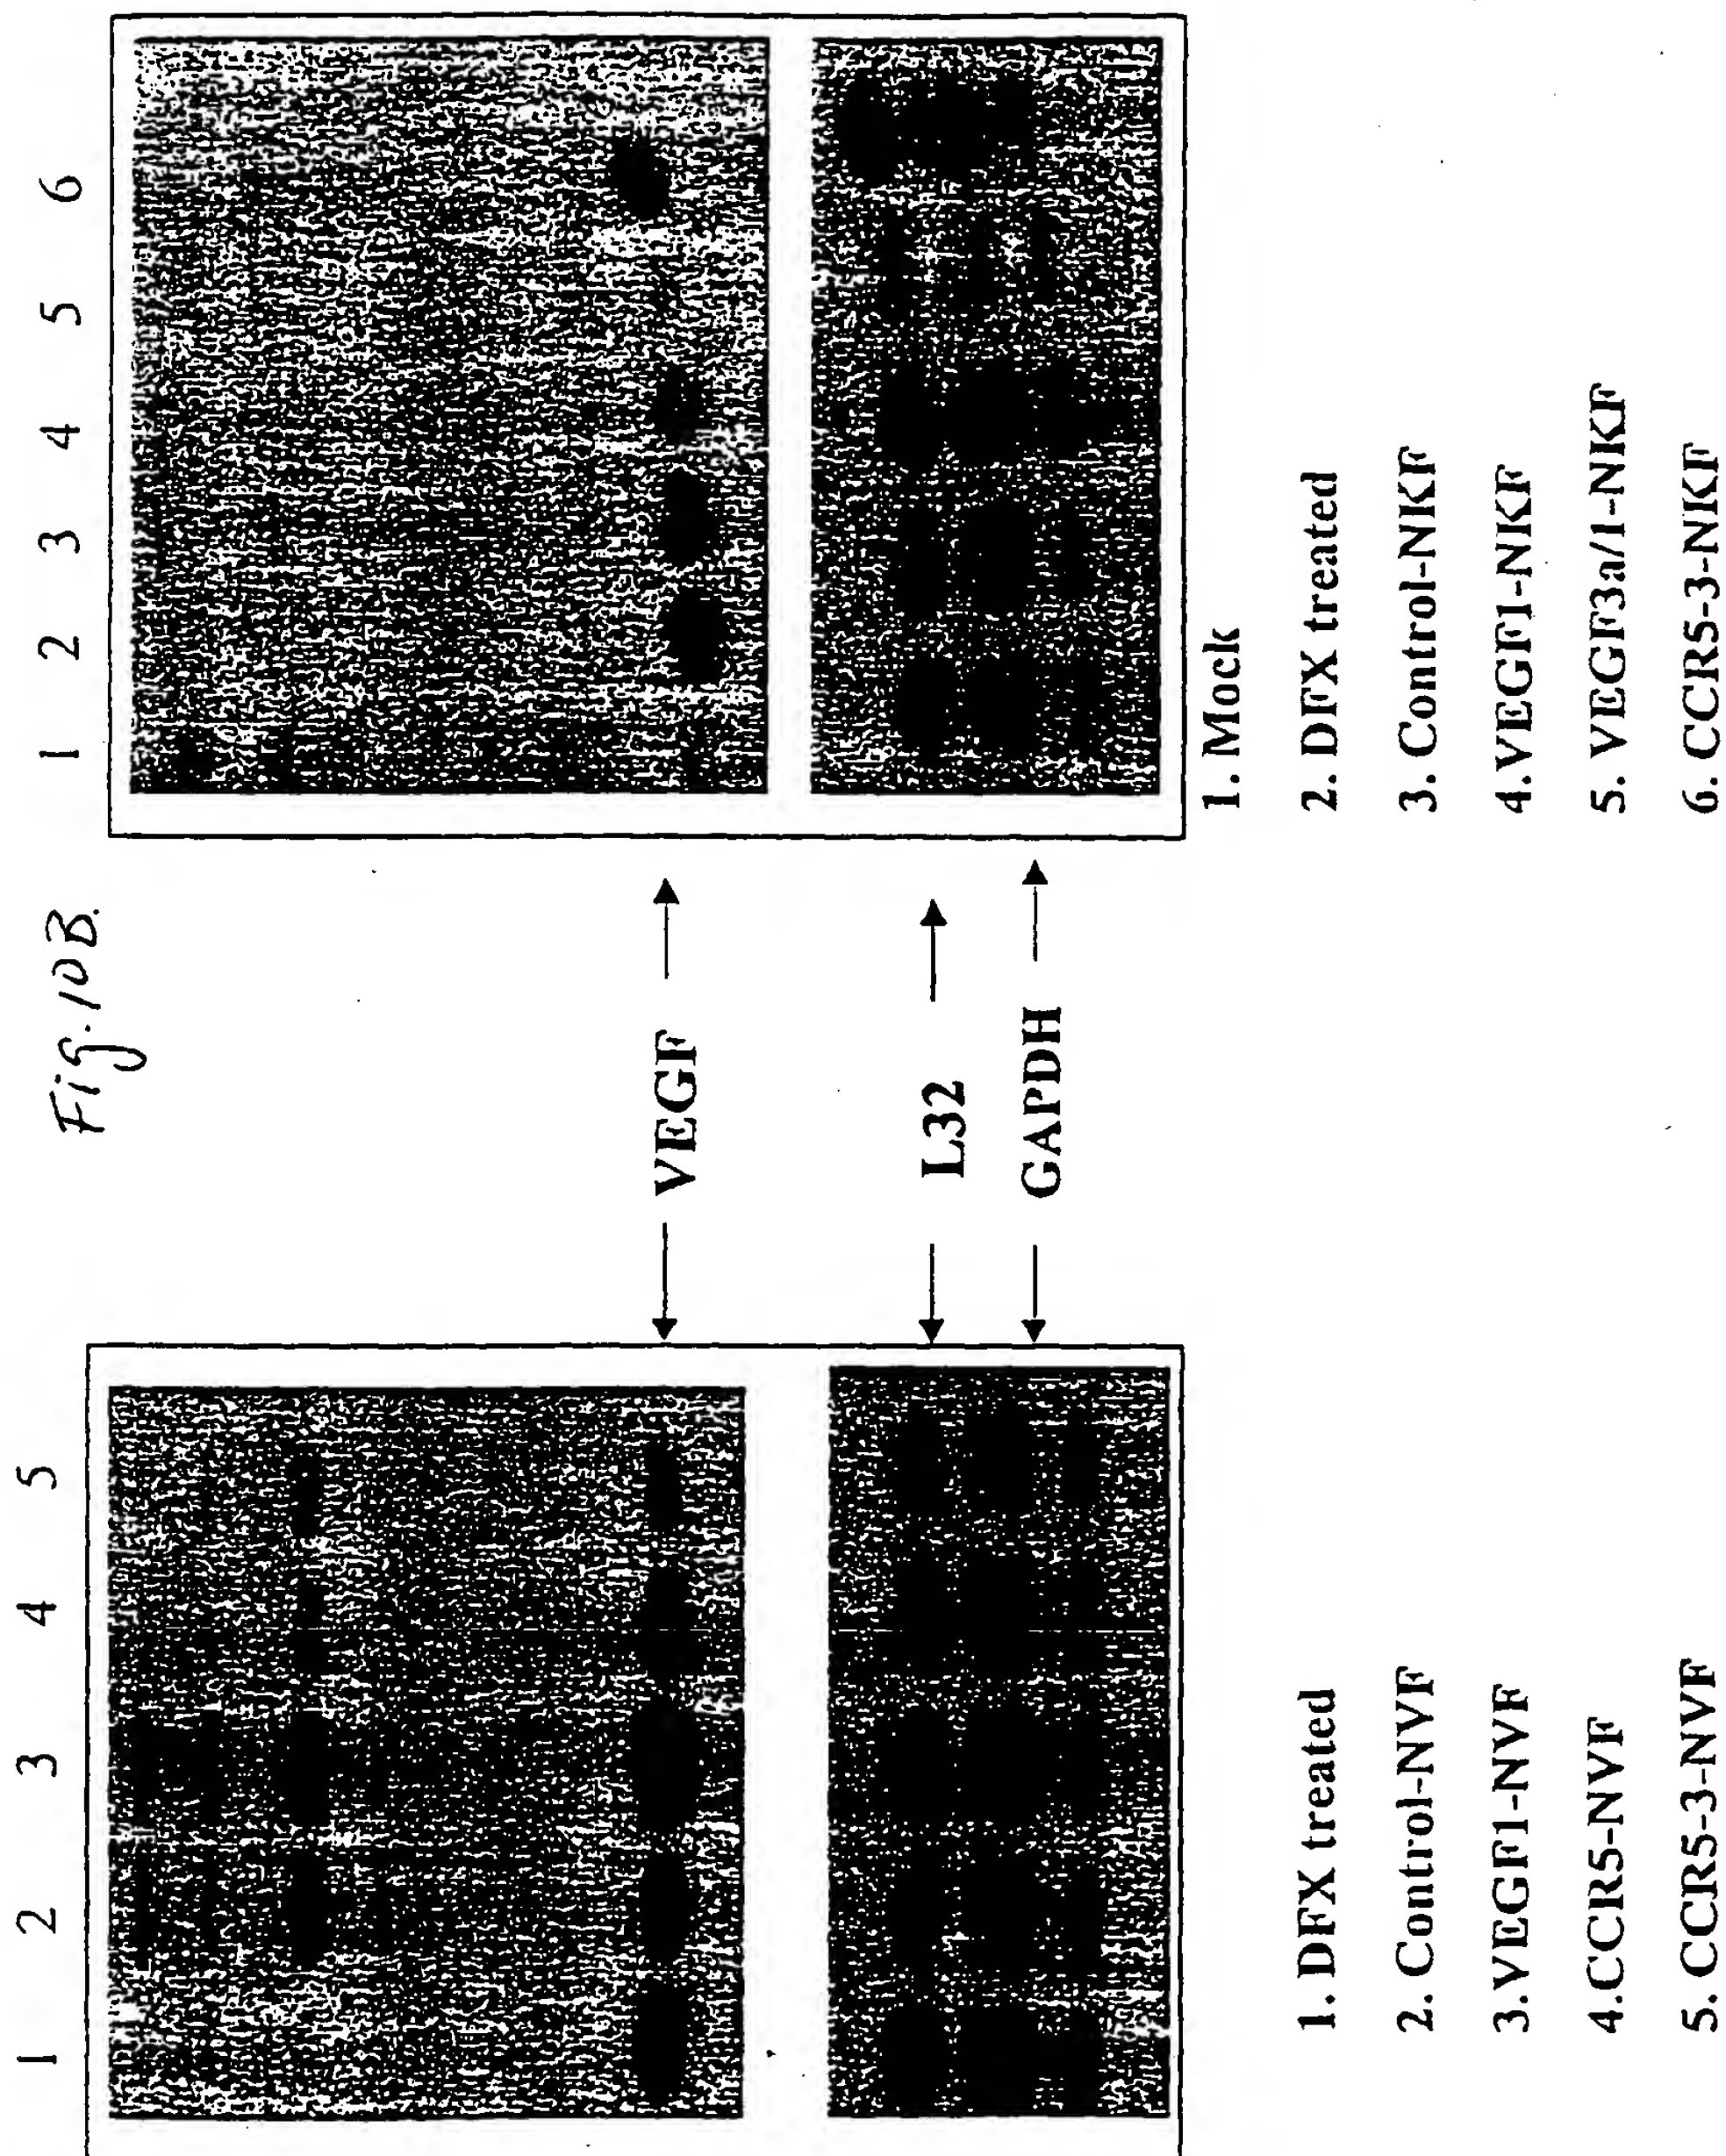 Fig. 10B.
1 2 3 4 5
1 2 3 4 5 6
VEGF
L32
GAPDH
1. DFX treated
2. Control-NVF
3.VEGF1-NVF
4.CCR5-NVF
5. CCR5-3-NVF
1. Mock
2. DFX treated
3. Control-NKF
4.VEGF1-NKF
5. VEGF3a/1-NKF
6. CCR5-3-NKF